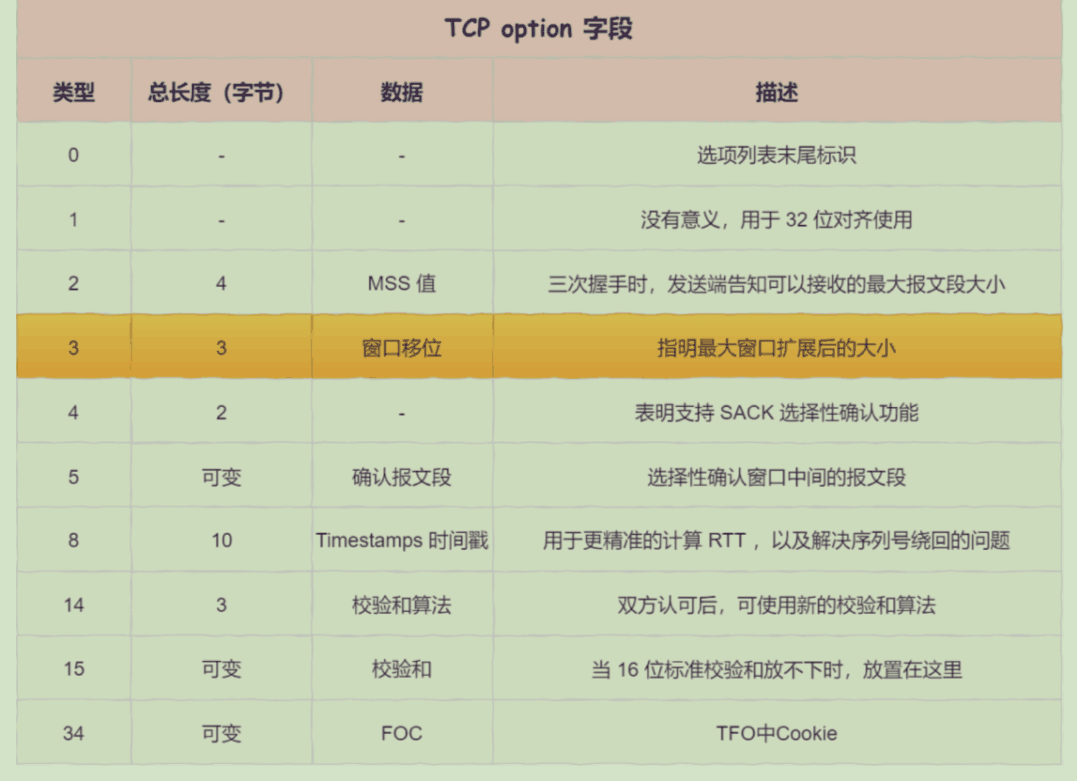 TCP option 字段
类型 总长度（字节） 数据 描述
0 - - 选项列表末尾标识
1 - - 没有意义，用于 32 位对齐使用
2 4 MSS 值 三次握手时，发送端告知可以接收的最大报文段大小
3 3 窗口移位 指明最大窗口扩展后的大小
4 2 - 表明支持 SACK 选择性确认功能
5 可变 确认报文段 选择性确认窗口中间的报文段
8 10 Timestamps 时间戳 用于更精准的计算 RTT ，以及解决序列号绕回的问题
14 3 校验和算法 双方认可后，可使用新的校验和算法
15 可变 校验和 当 16 位标准校验和放不下时，放置在这里
34 可变 FOC TFO中Cookie